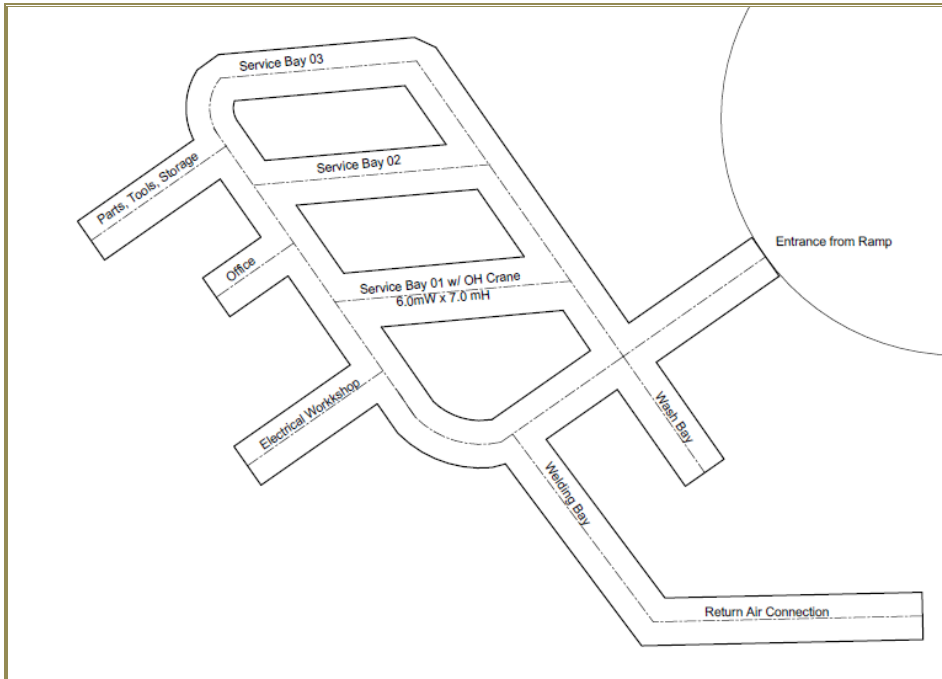 Service Bay 03
Service Bay 02
Parts, Tools, Storage
Entrance from Ramp
Office
Service Bay 01 w/ OH Crane
6.0mW x 7.0 mH
Electrical Workkshop
Wash Bay
Welding Bay
Return Air Connection